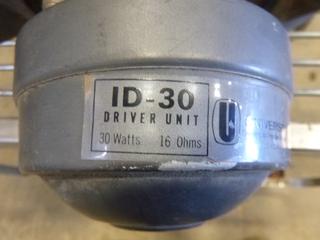 ID-30
DRIVER UNIT
30 Watts 16 Ohms
U